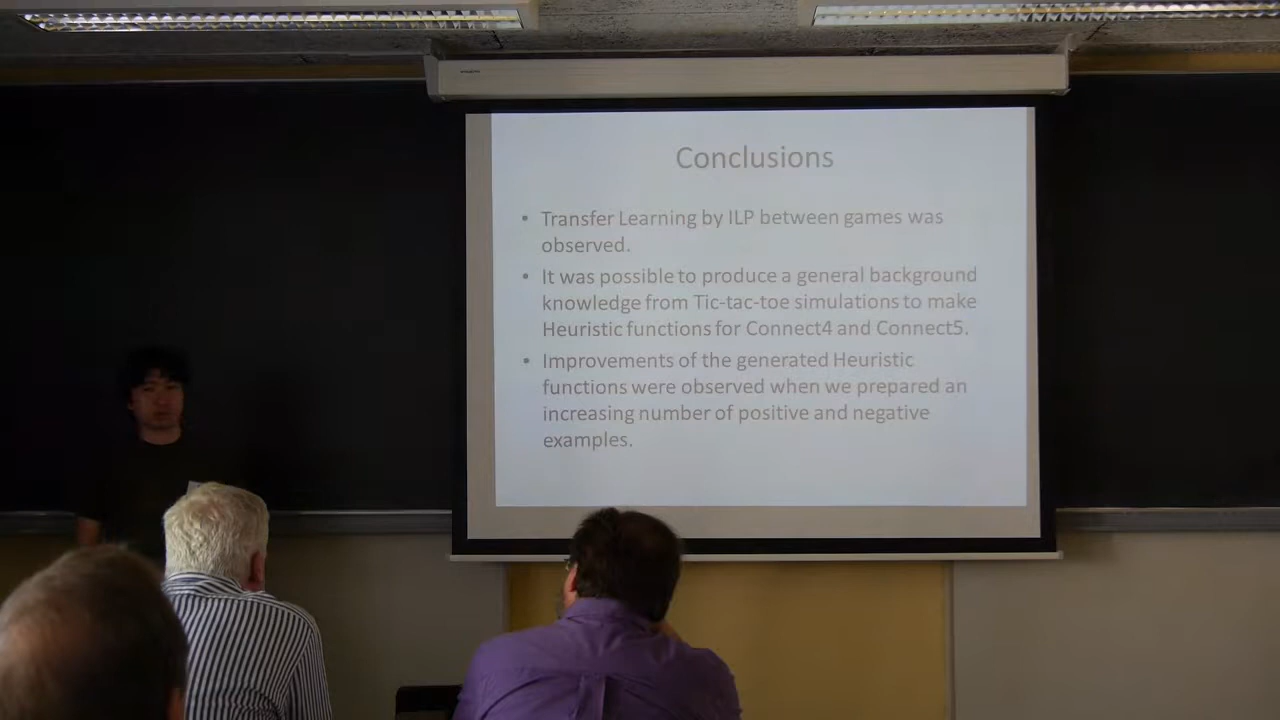 Conclusions
• Transfer Learning by ILP between games was
observed.
• It was possible to produce a general background
knowledge from Tic-tac-toe simulations to make
Heuristic functions for Connect4 and Connect5.
• Improvements of the generated Heuristic
functions were observed when we prepared an
increasing number of positive and negative
examples.